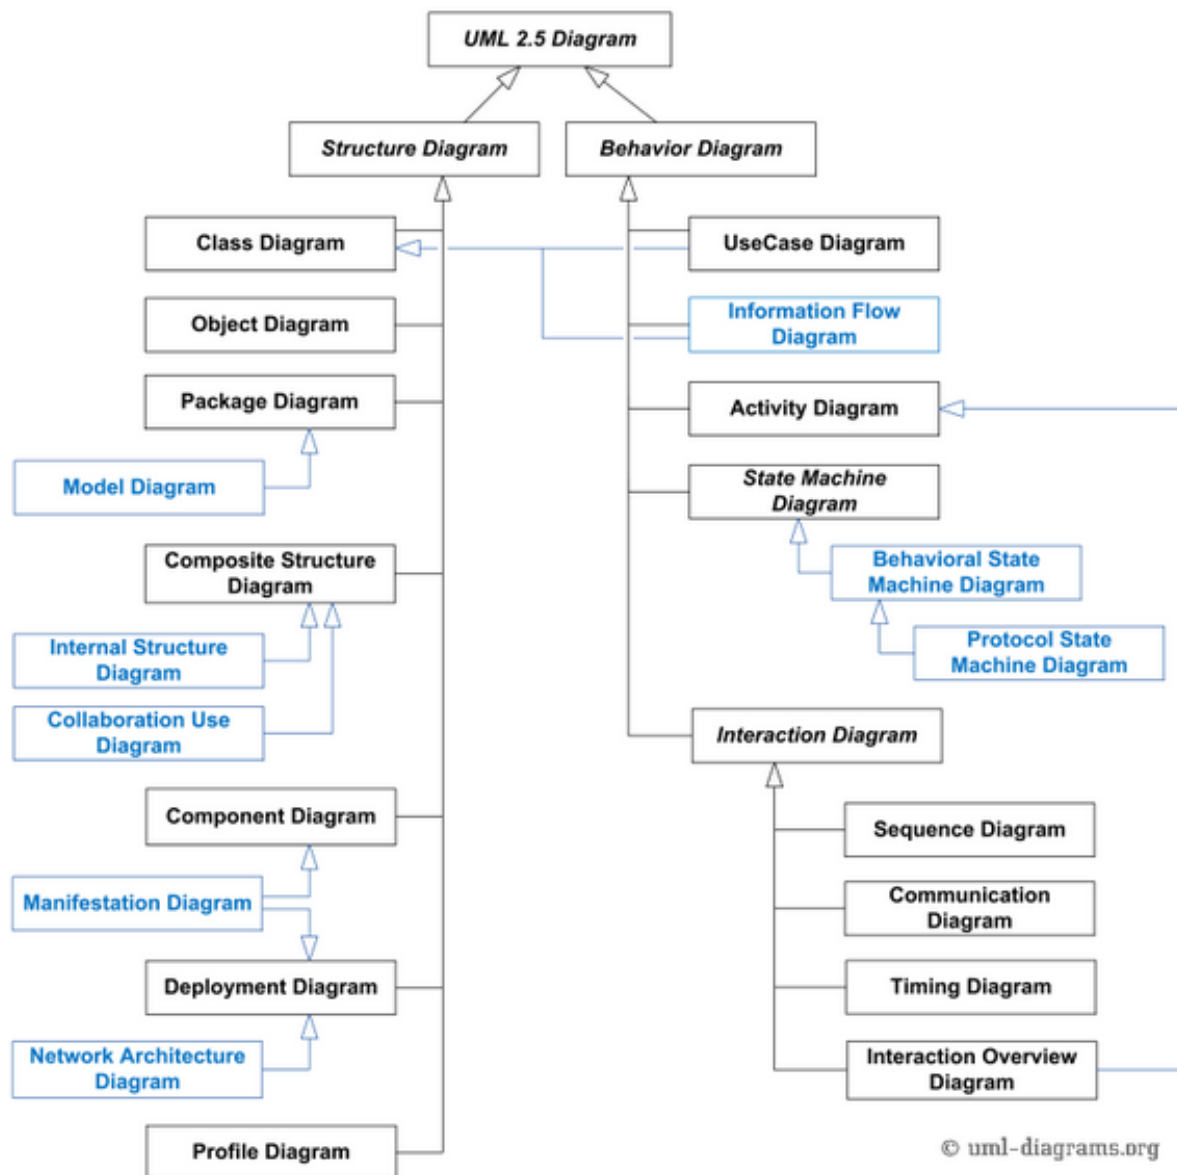 UML 2.5 Diagram
Structure Diagram
Behavior Diagram
Class Diagram
UseCase Diagram
Object Diagram
Information Flow
Diagram
Package Diagram
Activity Diagram
Model Diagram
State Machine
Diagram
Composite Structure
Diagram
Behavioral State
Machine Diagram
Internal Structure
Diagram
Protocol State
Machine Diagram
Collaboration Use
Diagram
Interaction Diagram
Component Diagram
Sequence Diagram
Manifestation Diagram
Communication
Diagram
Deployment Diagram
Timing Diagram
Network Architecture
Diagram
Interaction Overview
Diagram
Profile Diagram
© uml-diagrams.org